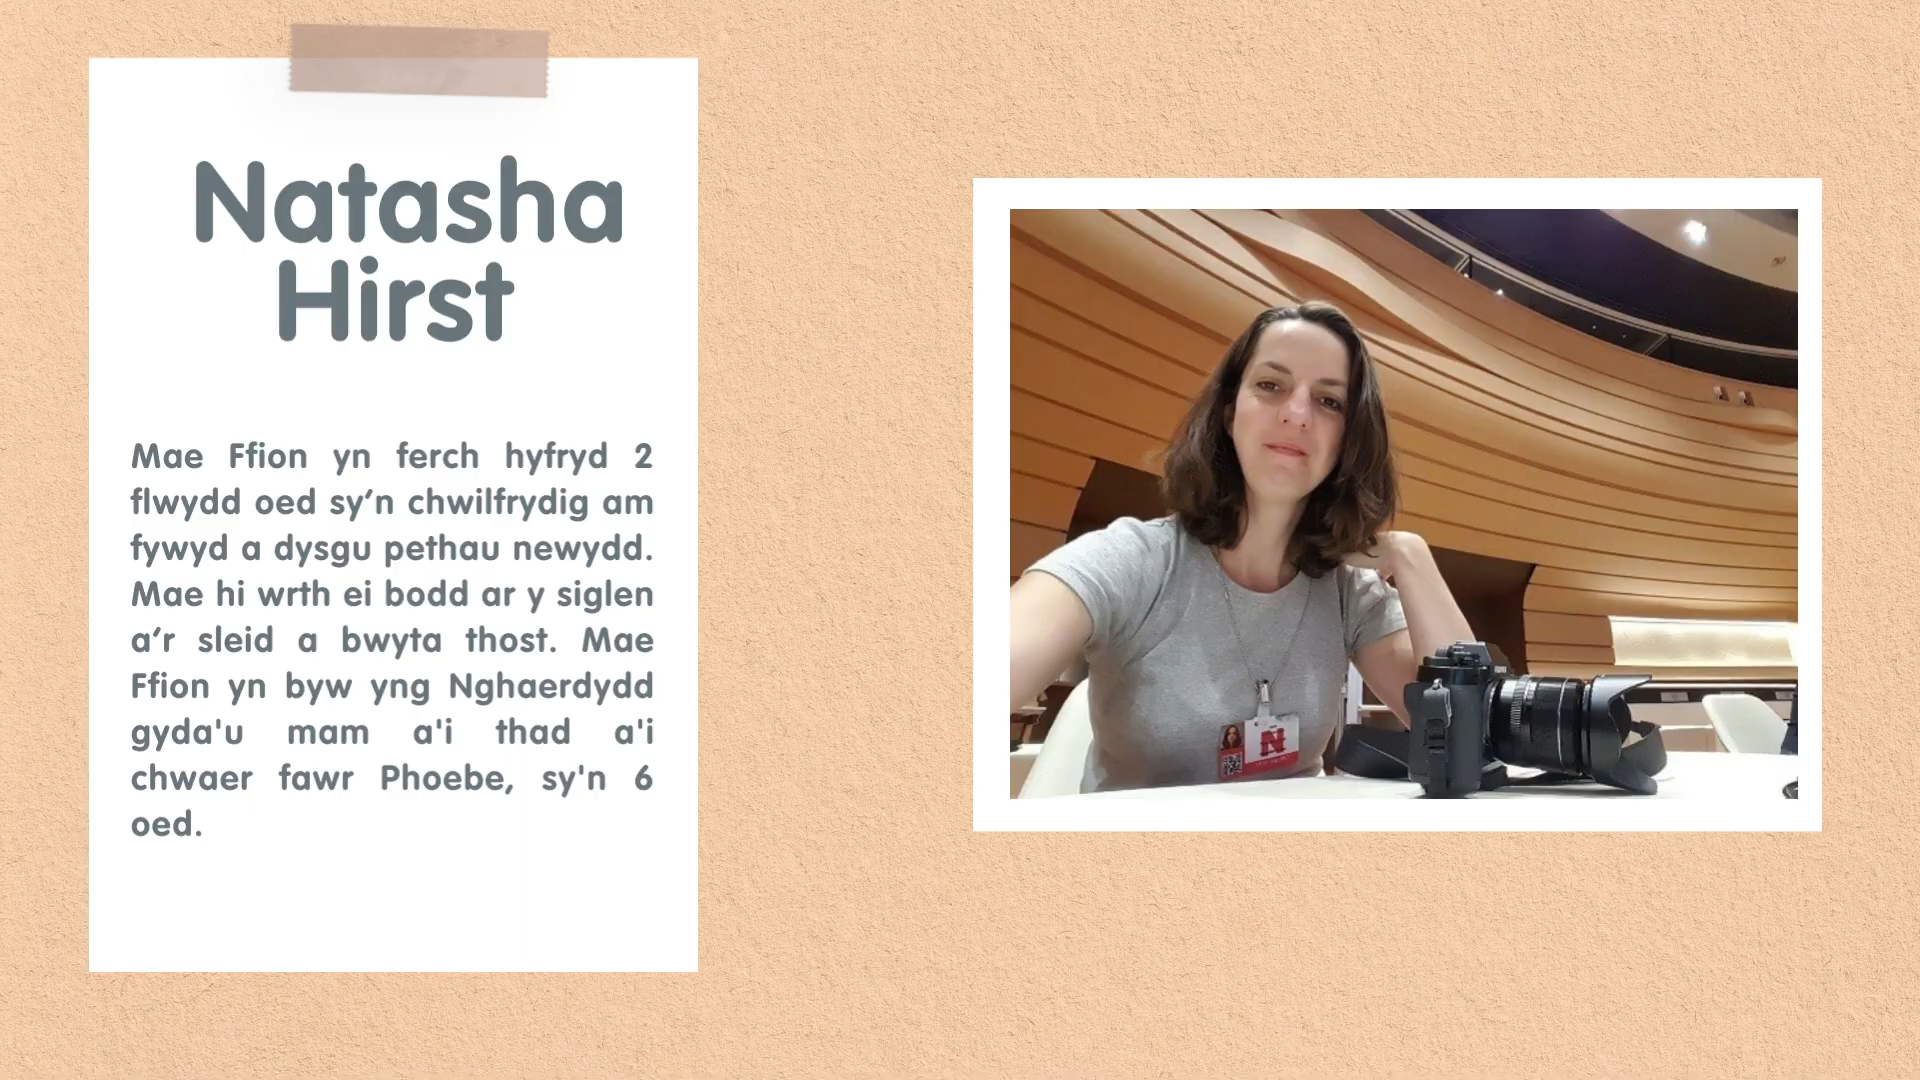 Natasha
Hirst
Mae Ffion yn ferch hyfryd 2
flwydd oed sy’n chwilfrydig am
fywyd a dysgu pethau newydd.
Mae hi wrth ei bodd ar y siglen
a’r sleid a bwyta thost. Mae
Ffion yn byw yng Nghaerdydd
gyda'u mam a'i thad a'i
chwaer fawr Phoebe, sy'n 6
oed.
N